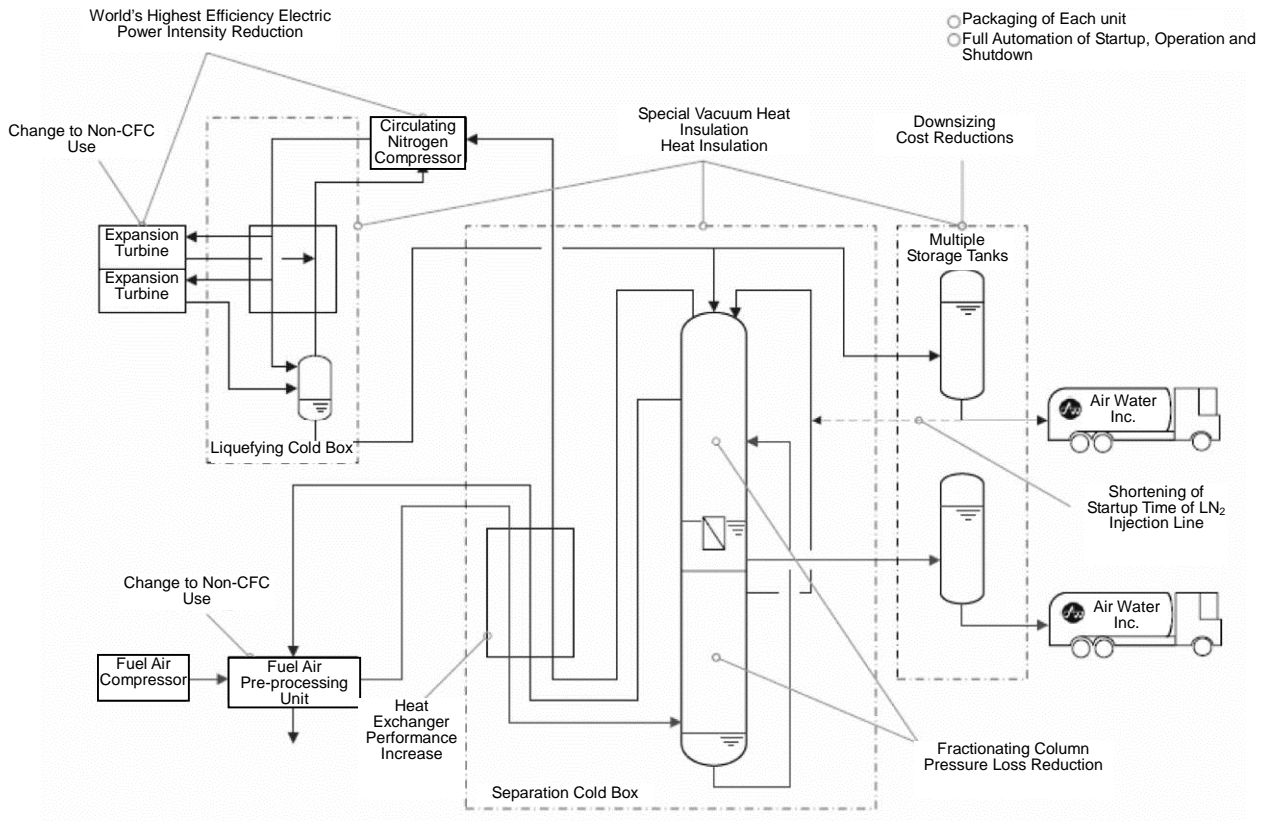 World's Highest Efficiency Electric
Power Intensity Reduction
Packaging of Each unit
Full Automation of Startup, Operation and
Shutdown
Change to Non-CFC
Use
Circulating
Nitrogen
Compressor
Special Vacuum Heat
Insulation
Heat Insulation
Downsizing
Cost Reductions
Expansion
Turbine
Expansion
Turbine
Multiple
Storage Tanks
Liquefying Cold Box
Air Water
Inc.
Shortening of
Startup Time of LN₂
Injection Line
Change to Non-CFC
Use
Air Water
Inc.
Fuel Air
Compressor
Fuel Air
Pre-processing
Unit
Heat
Exchanger
Performance
Increase
Fractionating Column
Pressure Loss Reduction
Separation Cold Box